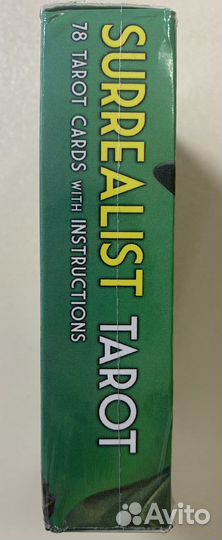 SURREALIST TAROT
78 TAROT CARDS WITH INSTRUCTIONS
Avito